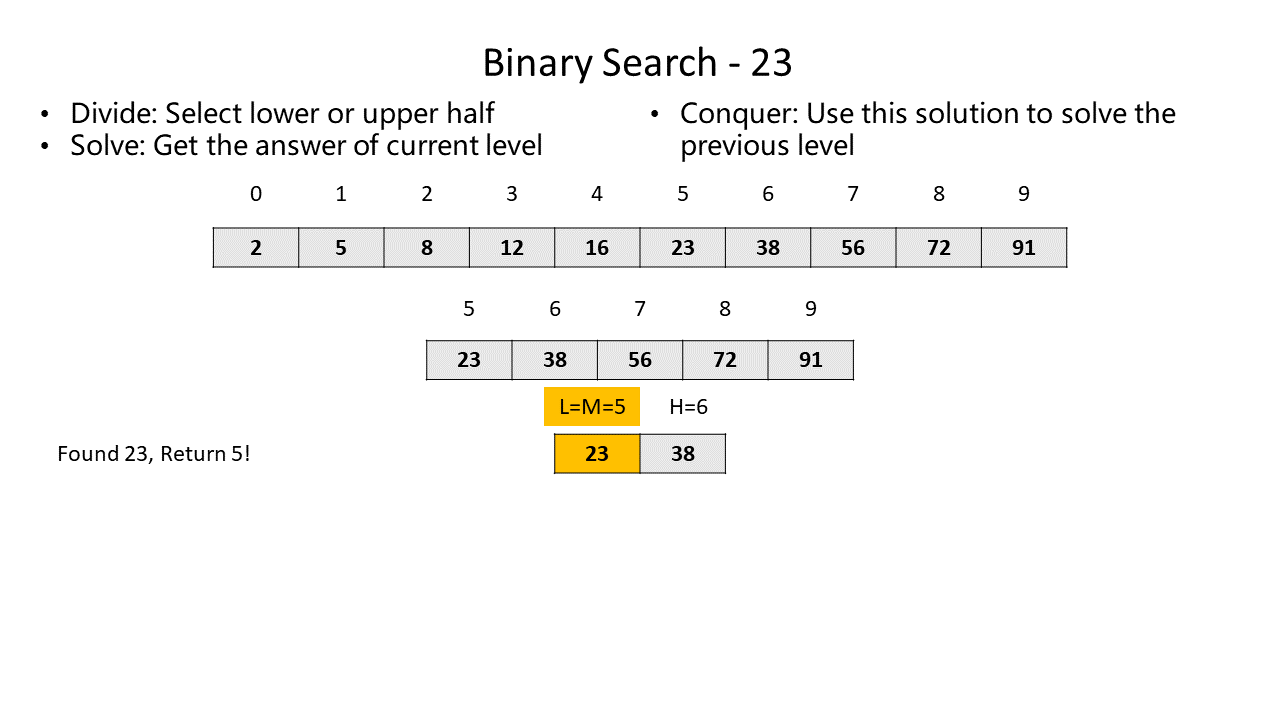 Binary Search - 23
• Divide: Select lower or upper half
• Solve: Get the answer of current level
• Conquer: Use this solution to solve the
previous level
0 1 2 3 4 5 6 7 8 9
2 5 8 12 16 23 38 56 72 91
5 6 7 8 9
23 38 56 72 91
L=M=5 H=6
Found 23, Return 5!
23 38